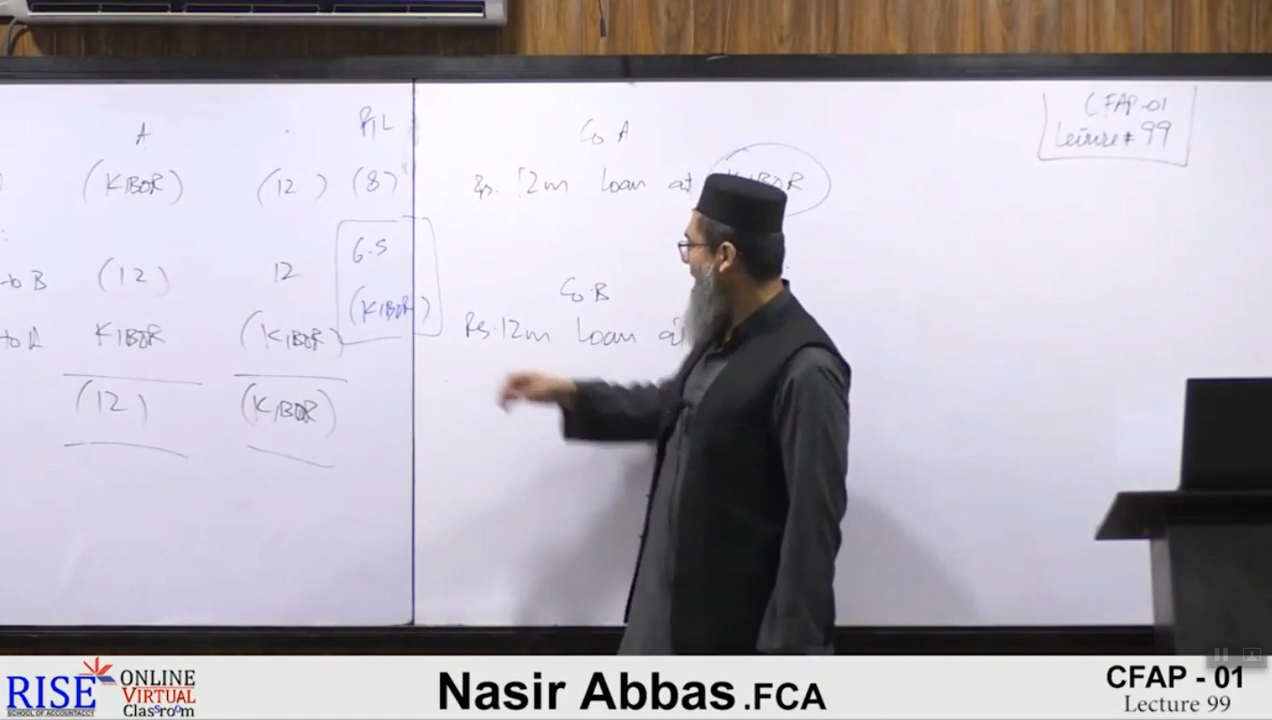 A
P/L
(KIBOR) (12) (8)
6.5
to B (12) 12
(KIBOR)
to A KIBOR (KIBOR)
(12) (KIBOR)
Co A
Rs. 12m loan at KIBOR
Co. B
Rs. 12m loan at
CFAP-01
Lecture# 99
RISE
SCHOOL OF ACCOUNTANCY
ONLINE
VIRTUAL
Classroom
Nasir Abbas .FCA
CFAP - 01
Lecture 99